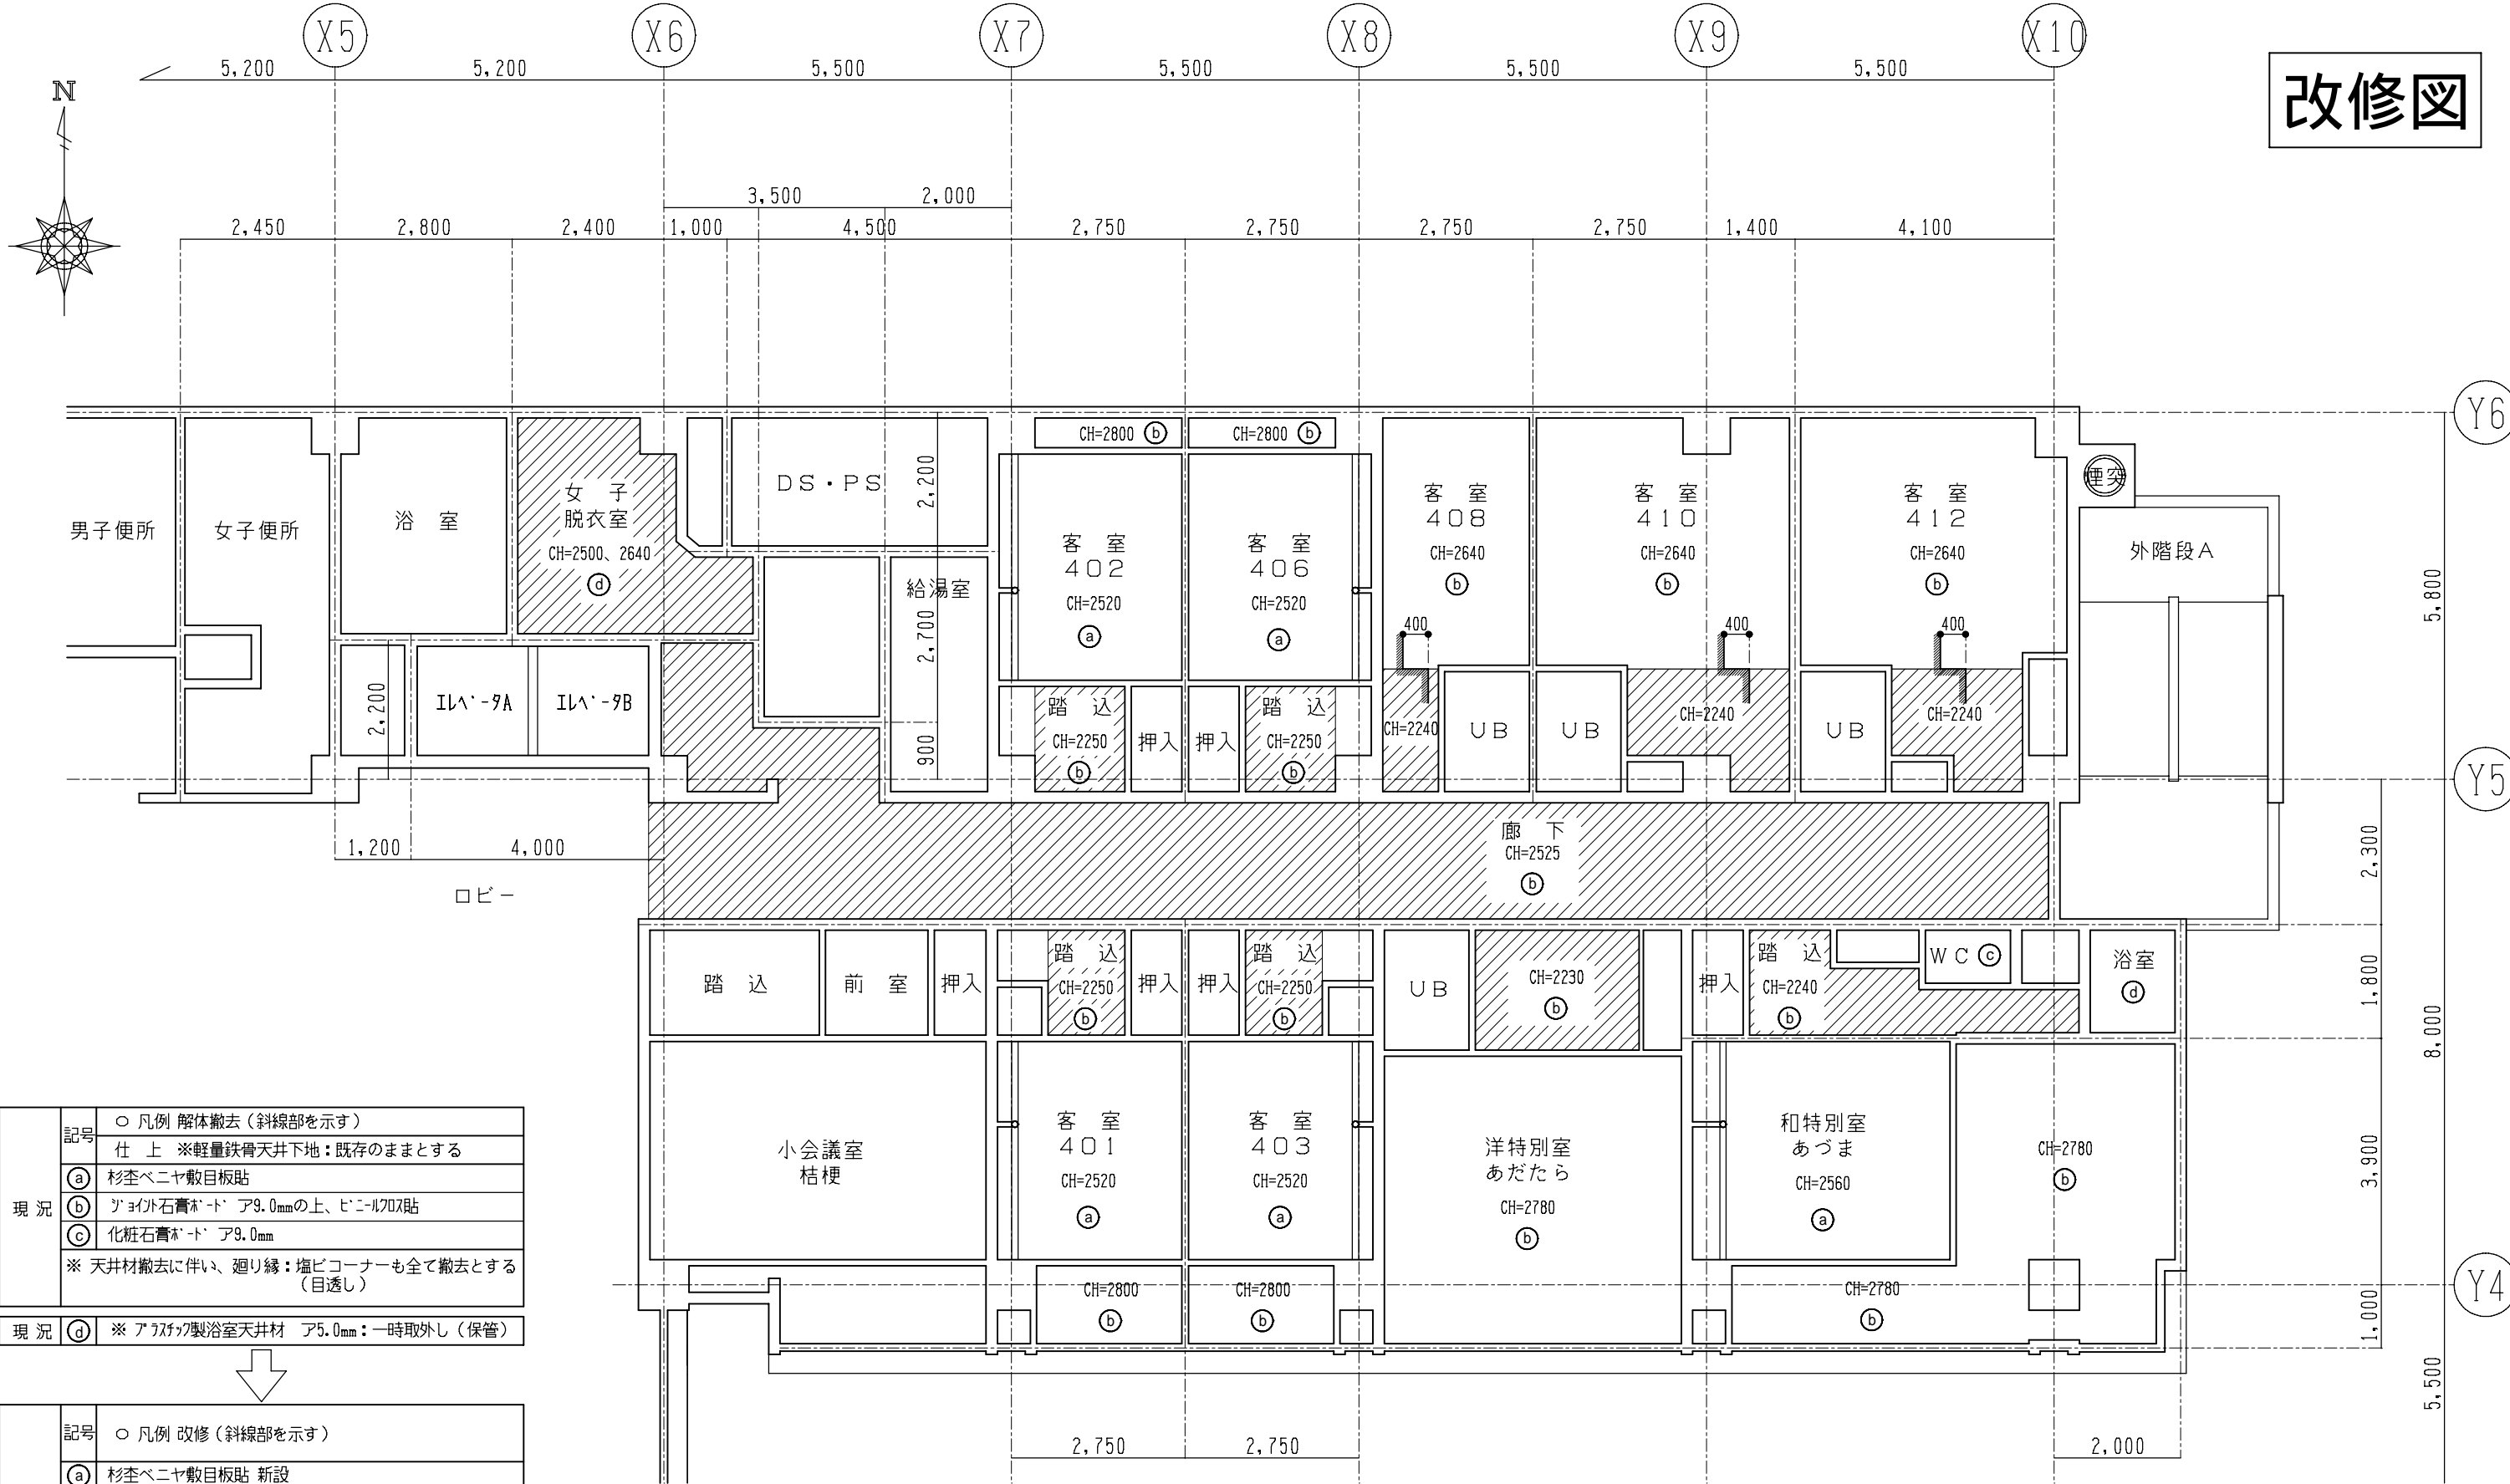 X5 X6 X7 X8 X9 X10
5,200 5,200 5,500 5,500 5,500 5,500
改修図
N
3,500 2,000
2,450 2,800 2,400 1,000 4,500 2,750 2,750 2,750 2,750 1,400 4,100
Y6
CH=2800 b CH=2800 b
煙突
男子便所
女子便所
浴 室
女 子
脱衣室
CH=2500、2640
d
DS・PS
2,200
給湯室
2,700
900
客 室
402
CH=2520
a
客 室
406
CH=2520
a
客 室
408
CH=2640
b
客 室
410
CH=2640
b
客 室
412
CH=2640
b
外階段A
5,800
400 400 400
2,200
エレベータA エレベータB
踏 込
CH=2250
b
押入 押入
踏 込
CH=2250
b
CH=2240
UB UB
CH=2240
UB
CH=2240
Y5
1,200 4,000
ロビー
廊 下
CH=2525
b
2,300
踏 込
前 室
押入
踏 込
CH=2250
b
押入 押入
踏 込
CH=2250
b
UB
CH=2230
b
押入
踏 込
CH=2240
b
WC c
浴室
d
1,800
8,000
小会議室
桔梗
客 室
401
CH=2520
a
客 室
403
CH=2520
a
洋特別室
あだたら
CH=2780
b
和特別室
あづま
CH=2560
a
CH=2780
b
3,900
CH=2800
b
CH=2800
b
CH=2780
b
Y4
1,000
5,500
2,750 2,750 2,000
現 況
記号 ○ 凡例 解体撤去(斜線部を示す)
仕 上 ※軽量鉄骨天井下地:既存のままとする
a 杉杢ベニヤ敷目板貼
b ジョイント石膏ボード ア9.0mmの上、ビニールクロス貼
c 化粧石膏ボード ア9.0mm
※ 天井材撤去に伴い、廻り縁:塩ビコーナーも全て撤去とする
(目透し)
現 況 d ※ プラスチック製浴室天井材 ア5.0mm:一時取外し(保管)
記号 ○ 凡例 改修(斜線部を示す)
a 杉杢ベニヤ敷目板貼 新設